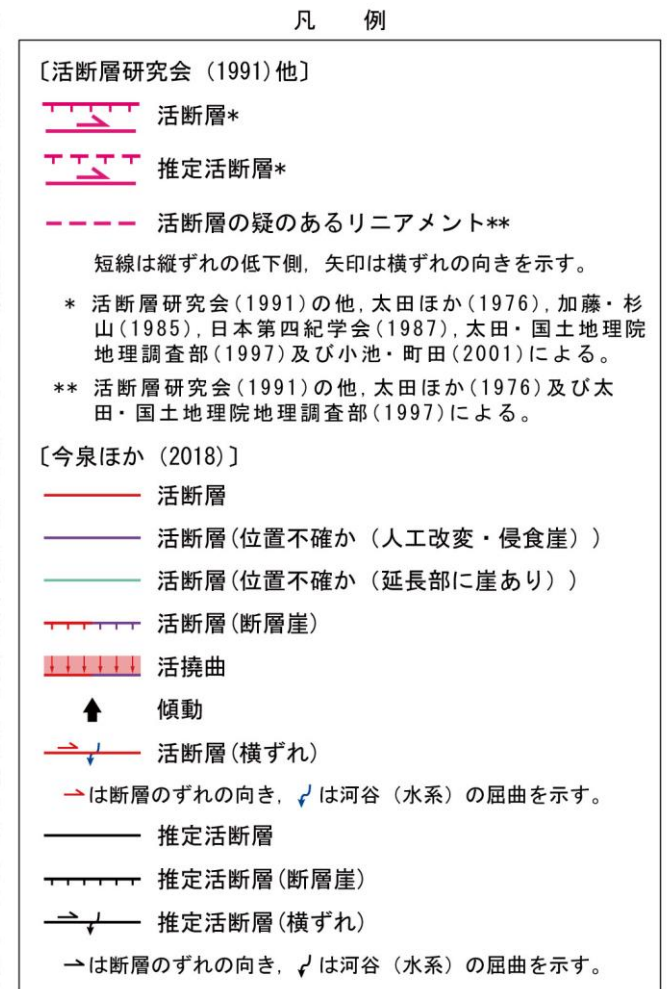 凡 例
〔活断層研究会 (1991)他〕
活断層*
推定活断層*
活断層の疑のあるリニアメント**
短線は縦ずれの低下側, 矢印は横ずれの向きを示す。
* 活断層研究会(1991)の他, 太田ほか(1976), 加藤・杉
山(1985), 日本第四紀学会(1987), 太田・国土地理院
地理調査部(1997)及び小池・町田(2001)による。
** 活断層研究会(1991)の他, 太田ほか(1976)及び太
田・国土地理院地理調査部(1997)による。
〔今泉ほか (2018)〕
活断層
活断層(位置不確か (人工改変・侵食崖))
活断層(位置不確か (延長部に崖あり))
活断層(断層崖)
活撓曲
傾動
活断層(横ずれ)
は断層のずれの向き, は河谷 (水系) の屈曲を示す。
推定活断層
推定活断層(断層崖)
推定活断層(横ずれ)
は断層のずれの向き, は河谷 (水系) の屈曲を示す。